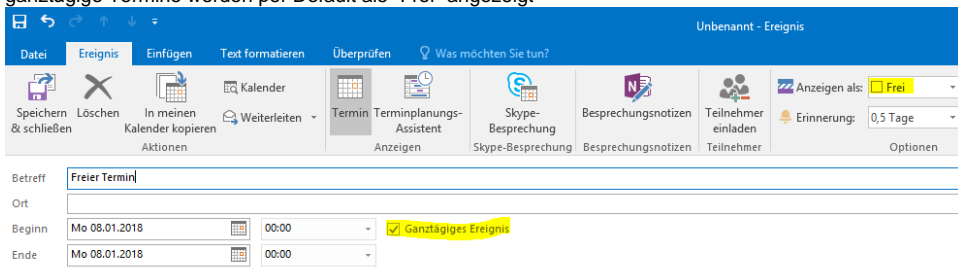 ganztägige Termine werden per Default als "Frei" angezeigt
Unbenannt - Ereignis
Datei Ereignis Einfügen Text formatieren Überprüfen Was möchten Sie tun?
Speichern & schließen
Löschen
In meinen Kalender kopieren
Kalender
Weiterleiten
Aktionen
Termin
Terminplanungs-Assistent
Anzeigen
Skype-Besprechung
Skype-Besprechung
Besprechungsnotizen
Besprechungsnotizen
Teilnehmer einladen
Teilnehmer
Anzeigen als: Frei
Erinnerung: 0,5 Tage
Optionen
Betreff Freier Termin
Ort
Beginn Mo 08.01.2018 00:00 Ganztägiges Ereignis
Ende Mo 08.01.2018 00:00